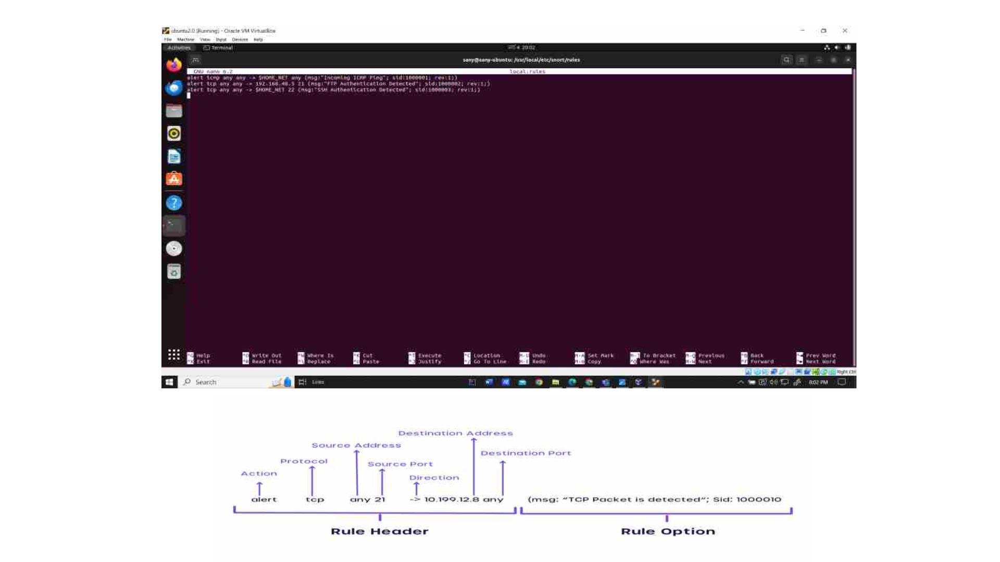 ubuntu2.0 [Running] - Oracle VM VirtualBox
File Machine View Input Devices Help
Activities Terminal 4 20:02
sany@sany-ubuntu: /usr/local/etc/snort/rules
GNU nano 6.2 local.rules
alert icmp any any -> $HOME_NET any (msg:"Incoming ICMP Ping"; sid:1000001; rev:1;)
alert tcp any any -> 192.168.48.5 21 (msg:"FTP Authentication Detected"; sid:1000002; rev:1;)
alert tcp any any -> $HOME_NET 22 (msg:"SSH Authentication Detected"; sid:1000003; rev:1;)
^G Help ^O Write Out ^W Where Is ^K Cut ^T Execute ^C Location M-U Undo M-A Set Mark M-] To Bracket M-Q Previous ^B Back Prev Word
^X Exit ^R Read File ^\ Replace ^U Paste ^J Justify ^/ Go To Line M-E Redo M-6 Copy ^Q Where Was M-W Next ^F Forward Next Word
Right Ctrl
Search Links 8:02 PM
Destination Address
Source Address
Destination Port
Protocol
Source Port
Action
Direction
alert tcp any 21 -> 10.199.12.8 any (msg: “TCP Packet is detected”; Sid: 1000010
Rule Header Rule Option